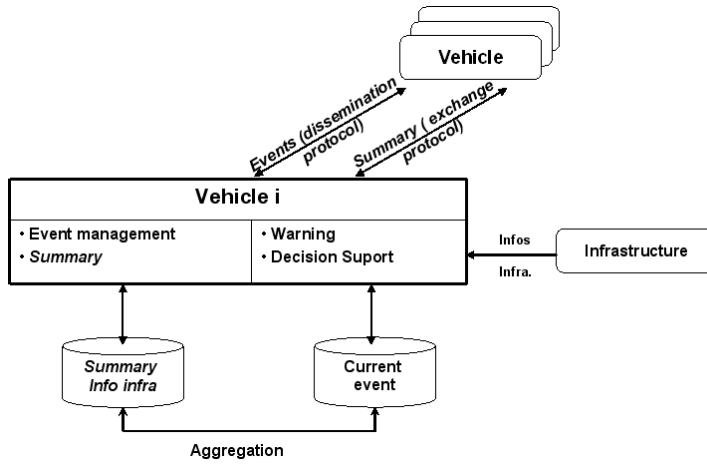 Vehicle
Events (dissemination
protocol)
Summary ( exchange
protocol)
Vehicle i
• Event management
• Summary
• Warning
• Decision Suport
Infos
Infra.
Infrastructure
Summary
Info infra
Current
event
Aggregation